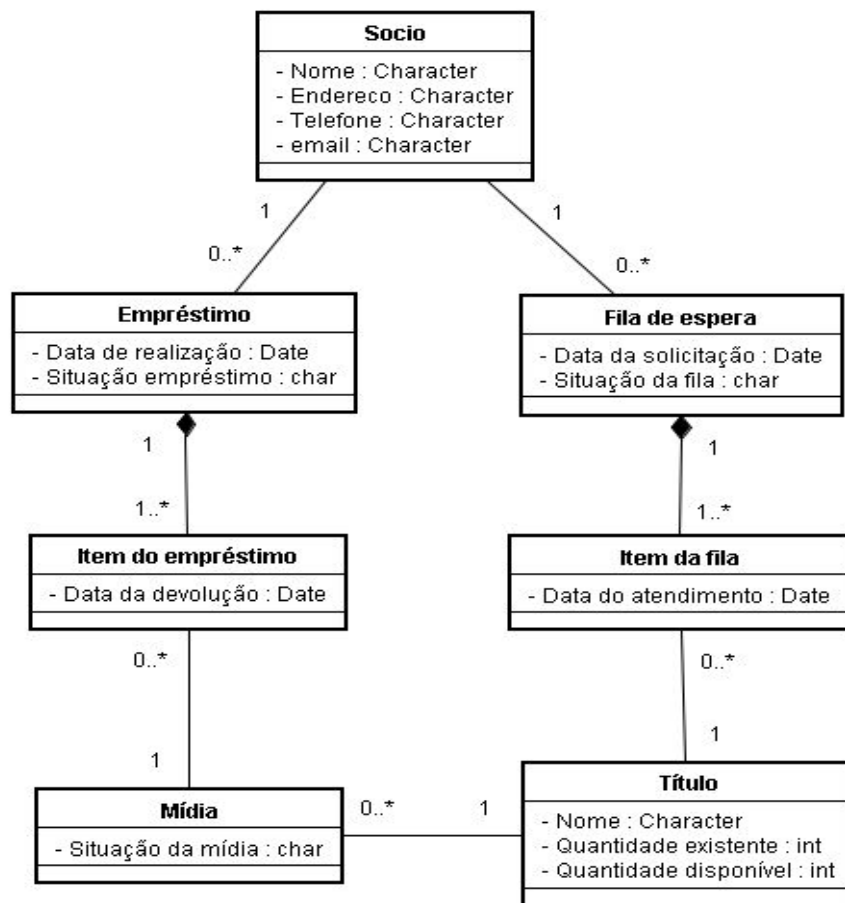 Socio
- Nome : Character
- Endereco : Character
- Telefone : Character
- email : Character
1
1
0..*
0..*
Empréstimo
- Data de realização : Date
- Situação empréstimo : char
Fila de espera
- Data da solicitação : Date
- Situação da fila : char
1
1
1..*
1..*
Item do empréstimo
- Data da devolução : Date
Item da fila
- Data do atendimento : Date
0..*
0..*
1
1
Mídia
- Situação da mídia : char
0..*
1
Título
- Nome : Character
- Quantidade existente : int
- Quantidade disponível : int